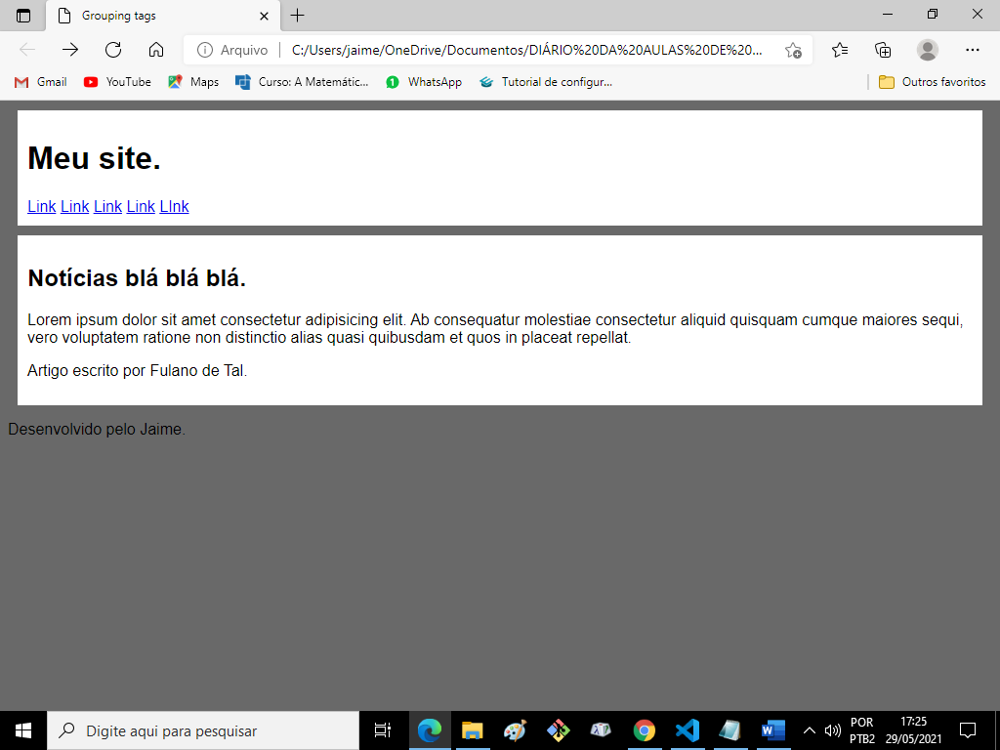 Grouping tags
Arquivo
C:/Users/jaime/OneDrive/Documentos/DIÁRIO%20DA%20AULAS%20DE%20...
Gmail
YouTube
Maps
Curso: A Matemátic...
1
WhatsApp
Tutorial de configur...
Outros favoritos
Meu site.
Link Link Link Link LInk
Notícias blá blá blá.
Lorem ipsum dolor sit amet consectetur adipisicing elit. Ab consequatur molestiae consectetur aliquid quisquam cumque maiores sequi,
vero voluptatem ratione non distinctio alias quasi quibusdam et quos in placeat repellat.
Artigo escrito por Fulano de Tal.
Desenvolvido pelo Jaime.
Digite aqui para pesquisar
POR
PTB2
17:25
29/05/2021